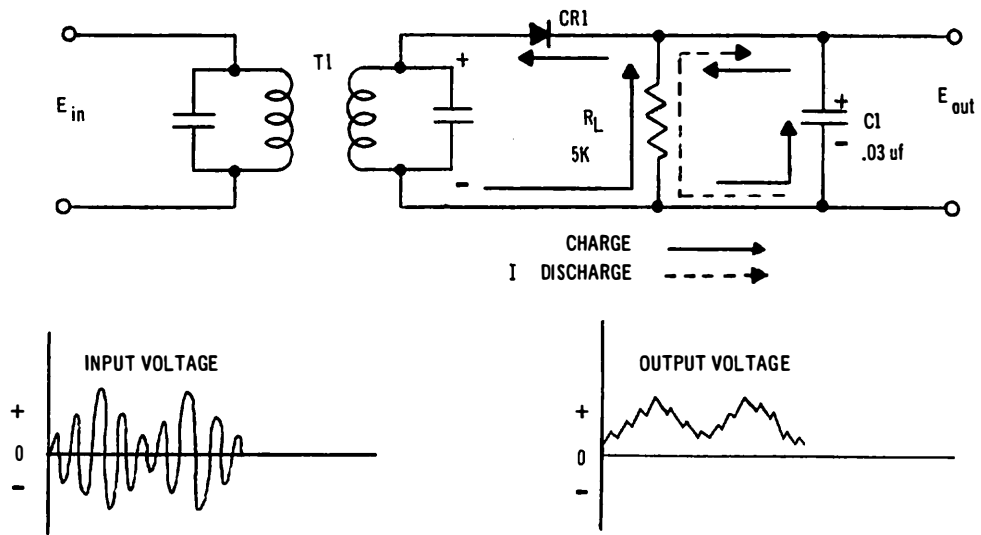 CR1
T1
+
E in
R L
5K
+
C1
-
.03 uf
E out
-
CHARGE
I DISCHARGE
INPUT VOLTAGE
+
0
-
OUTPUT VOLTAGE
+
0
-